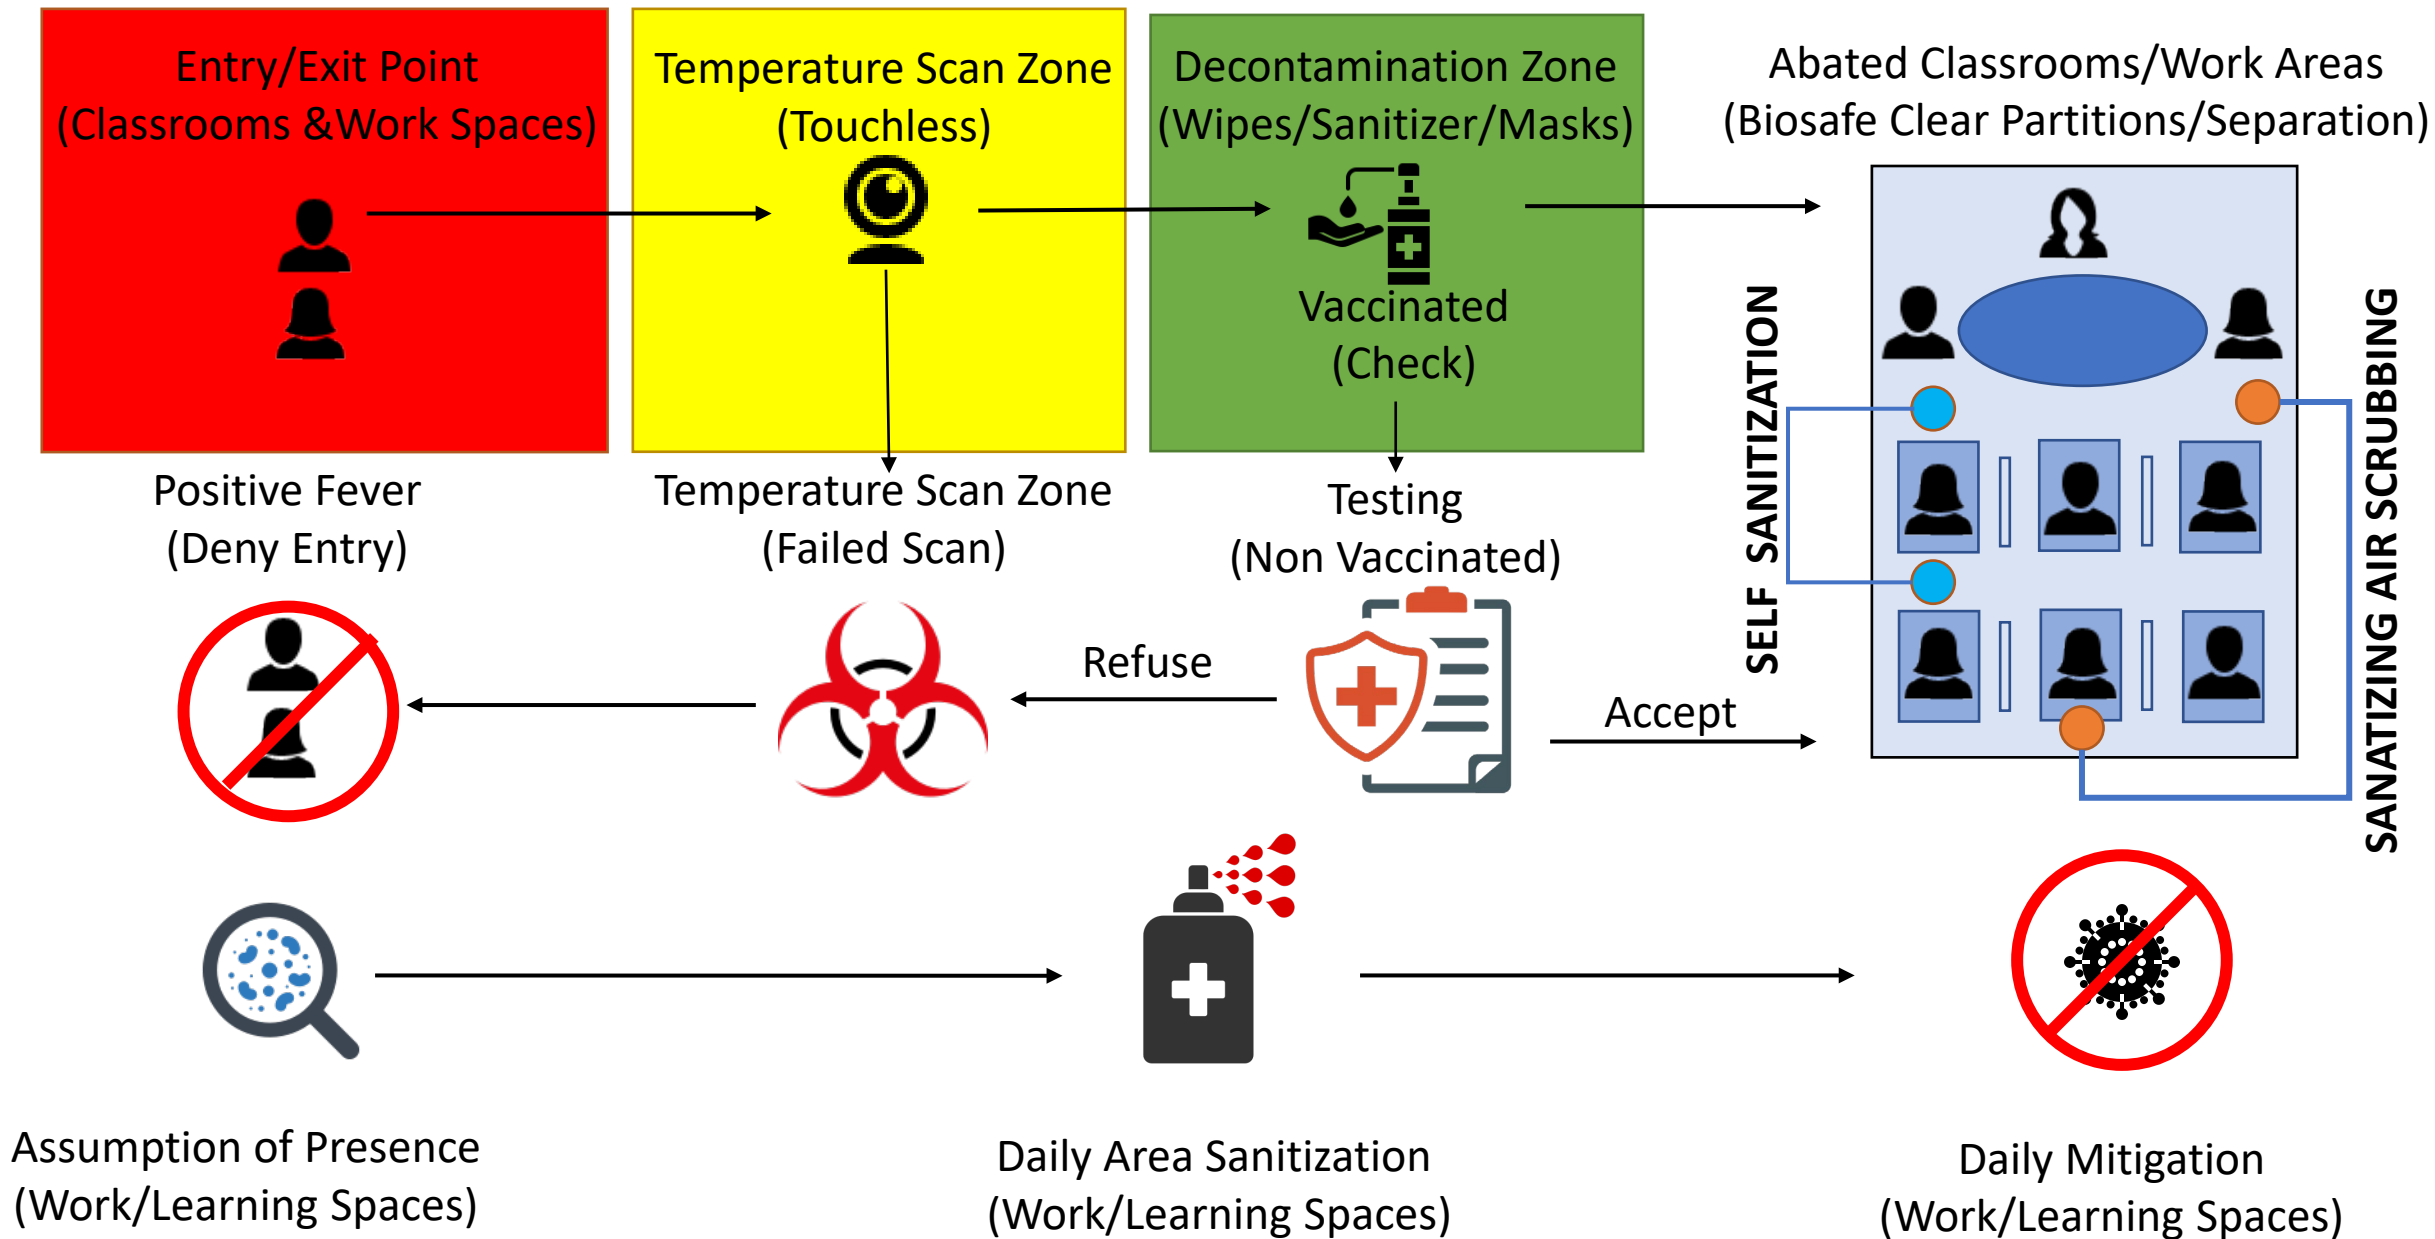 Entry/Exit Point
(Classrooms &Work Spaces)
Temperature Scan Zone
(Touchless)
Decontamination Zone
(Wipes/Sanitizer/Masks)
Vaccinated
(Check)
Abated Classrooms/Work Areas
(Biosafe Clear Partitions/Separation)
SELF SANITIZATION
SANATIZING AIR SCRUBBING
Positive Fever
(Deny Entry)
Temperature Scan Zone
(Failed Scan)
Testing
(Non Vaccinated)
Refuse
Accept
Assumption of Presence
(Work/Learning Spaces)
Daily Area Sanitization
(Work/Learning Spaces)
Daily Mitigation
(Work/Learning Spaces)